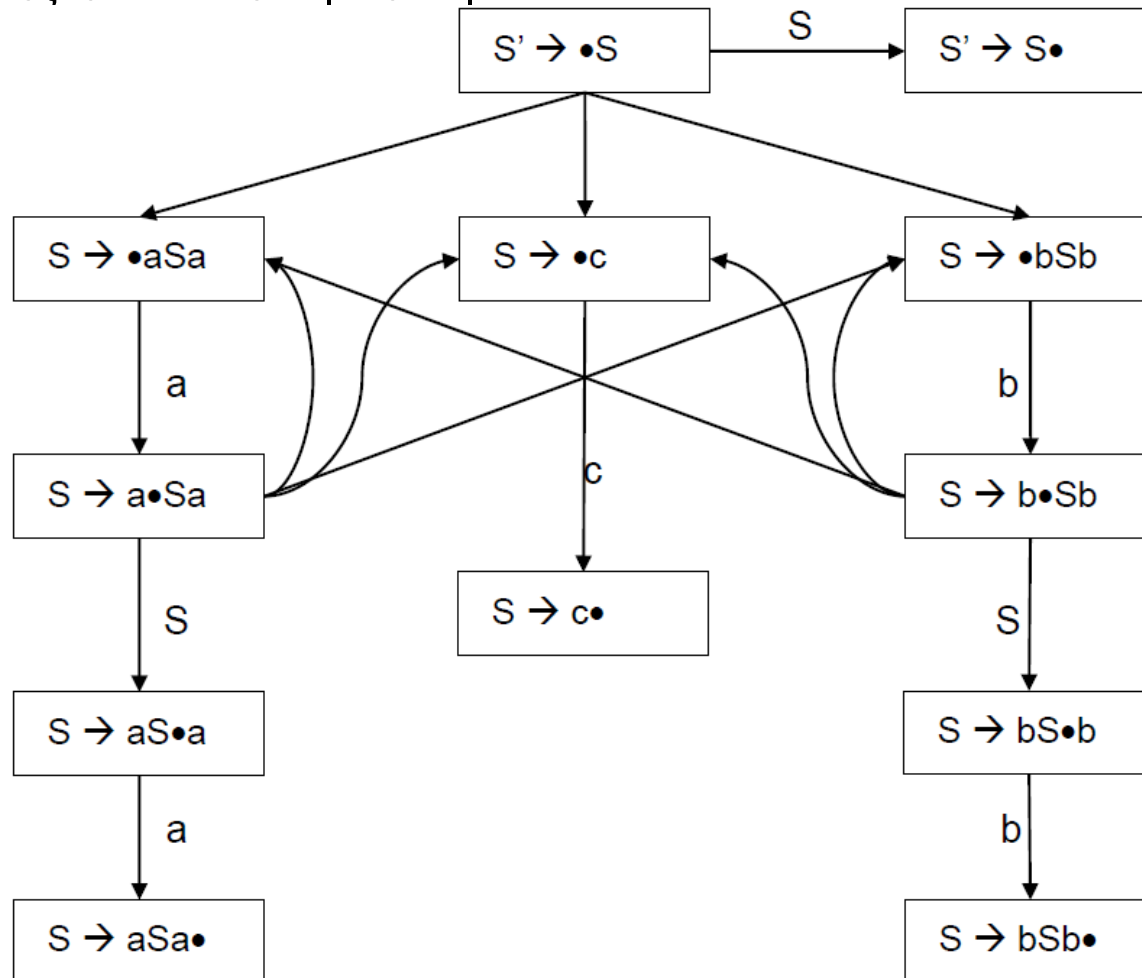 S
S’ → •S
S’ → S•
S → •aSa
S → •c
S → •bSb
a
b
S → a•Sa
c
S → b•Sb
S → c•
S
S
S → aS•a
S → bS•b
a
b
S → aSa•
S → bSb•